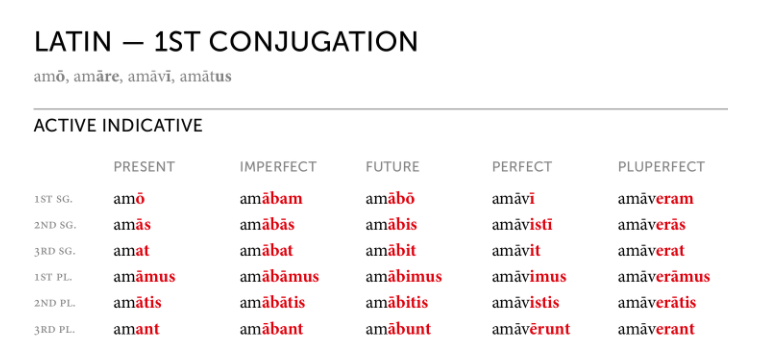 LATIN — 1ST CONJUGATION
amō, amāre, amāvī, amātus
ACTIVE INDICATIVE
PRESENT IMPERFECT FUTURE PERFECT PLUPERFECT
1ST SG. amō amābam amābō amāvī amāveram
2ND SG. amās amābās amābis amāvistī amāverās
3RD SG. amat amābat amābit amāvit amāverat
1ST PL. amāmus amābāmus amābimus amāvimus amāverāmus
2ND PL. amātis amābātis amābitis amāvistis amāverātis
3RD PL. amant amābant amābunt amāvērunt amāverant